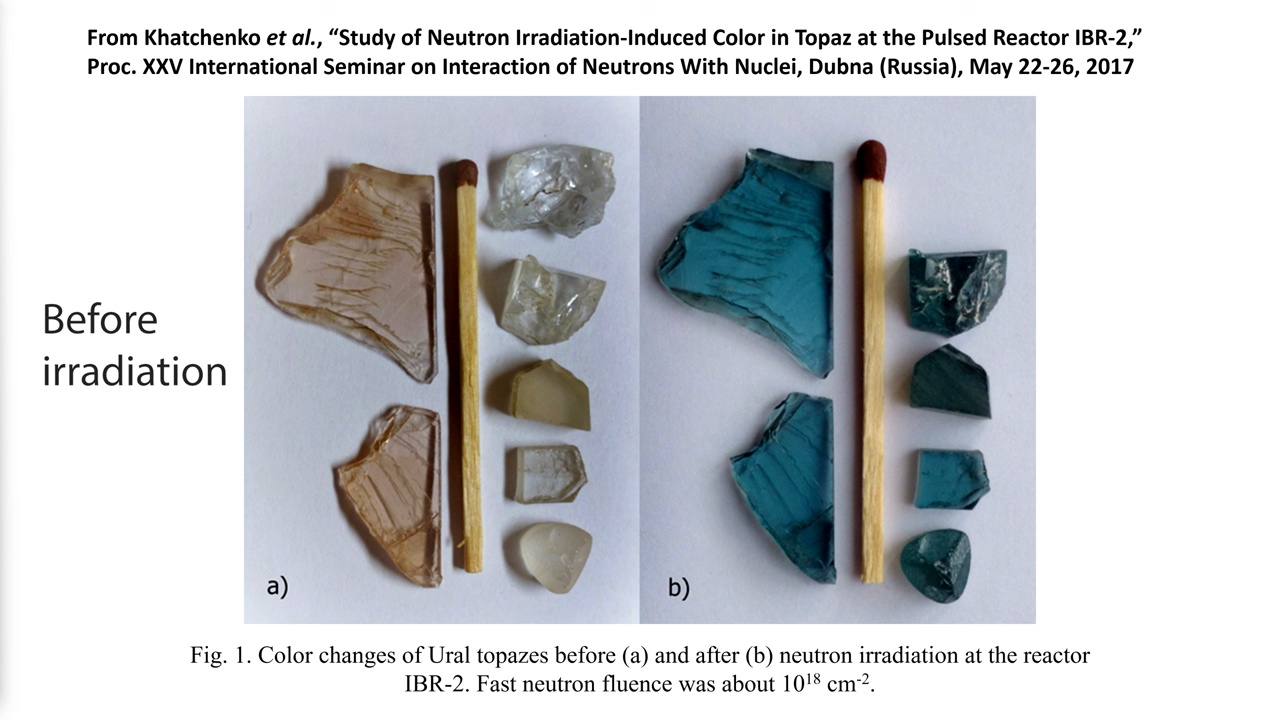 From Khatchenko et al., “Study of Neutron Irradiation-Induced Color in Topaz at the Pulsed Reactor IBR-2,”
Proc. XXV International Seminar on Interaction of Neutrons With Nuclei, Dubna (Russia), May 22-26, 2017
Before
irradiation
a)
b)
Fig. 1. Color changes of Ural topazes before (a) and after (b) neutron irradiation at the reactor
IBR-2. Fast neutron fluence was about 10¹⁸ cm⁻².